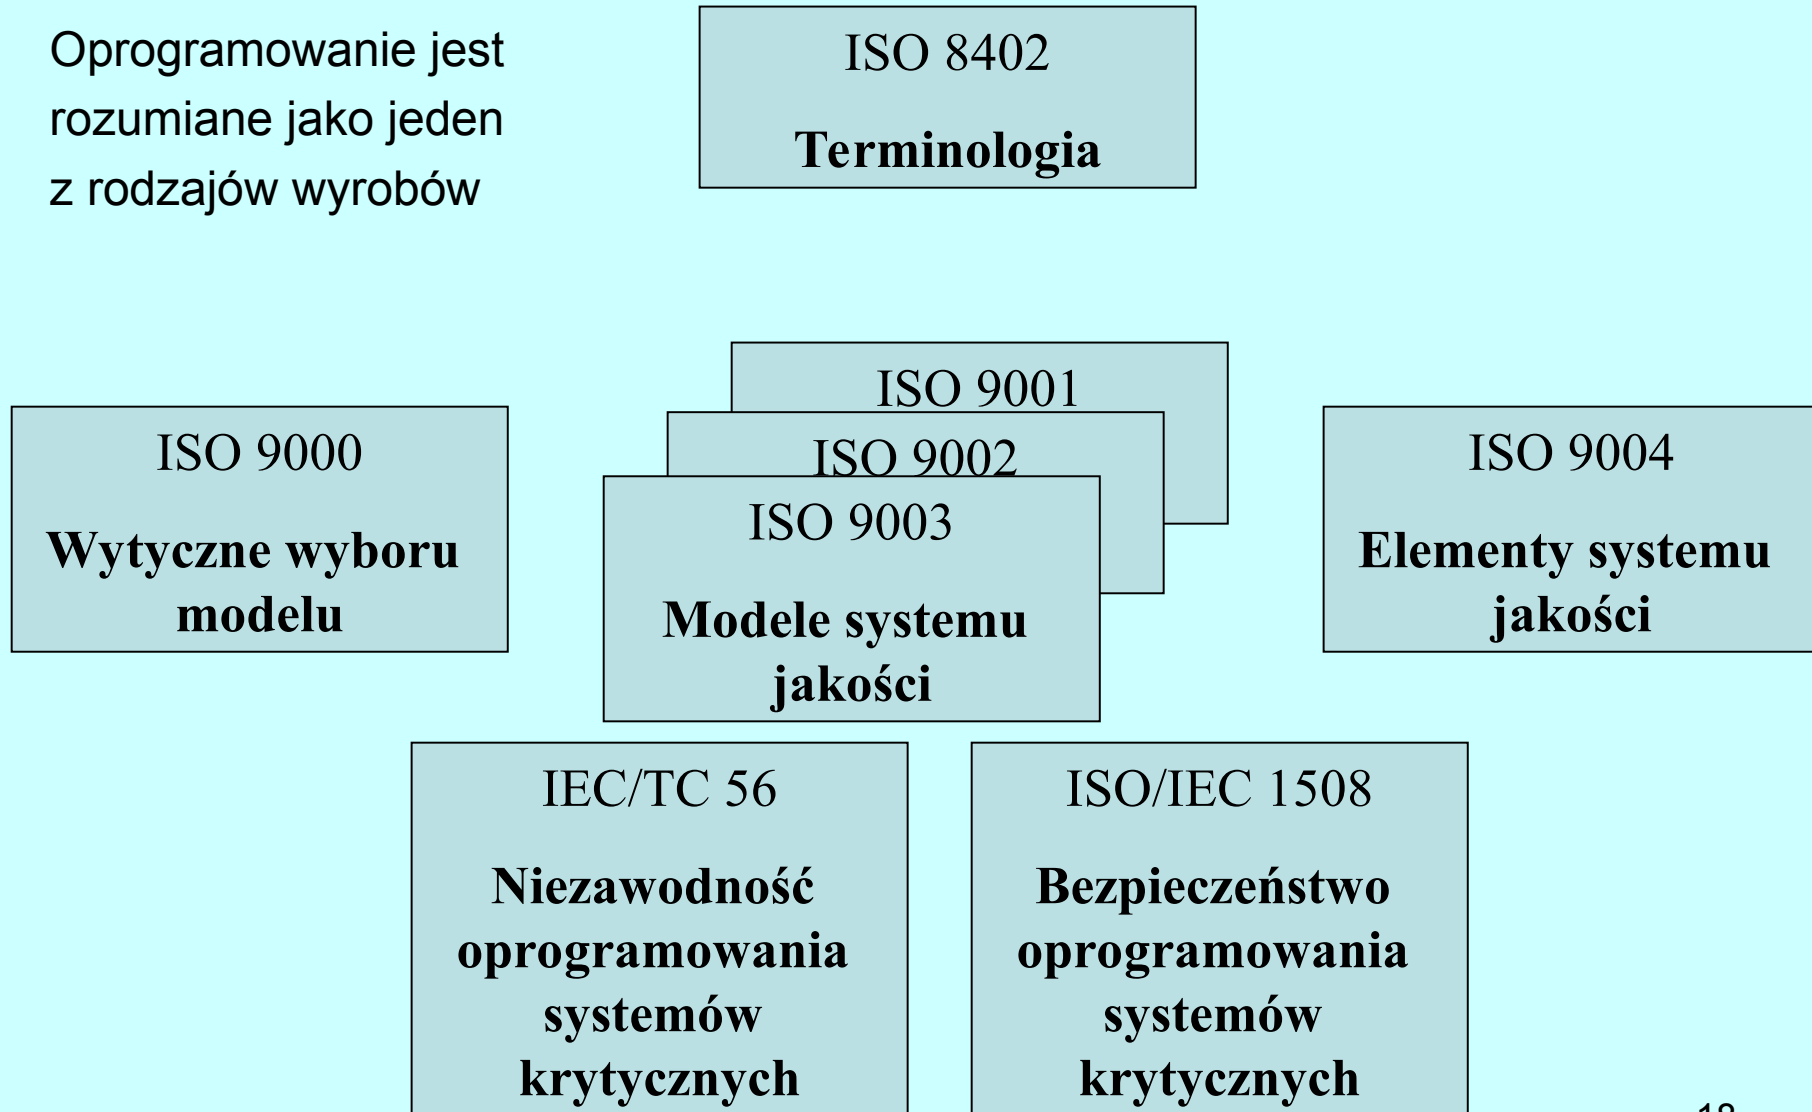 Oprogramowanie jest
rozumiane jako jeden
z rodzajów wyrobów
ISO 8402
Terminologia
ISO 9001
ISO 9002
ISO 9003
Modele systemu
jakości
ISO 9000
Wytyczne wyboru
modelu
ISO 9004
Elementy systemu
jakości
IEC/TC 56
Niezawodność
oprogramowania
systemów
krytycznych
ISO/IEC 1508
Bezpieczeństwo
oprogramowania
systemów
krytycznych